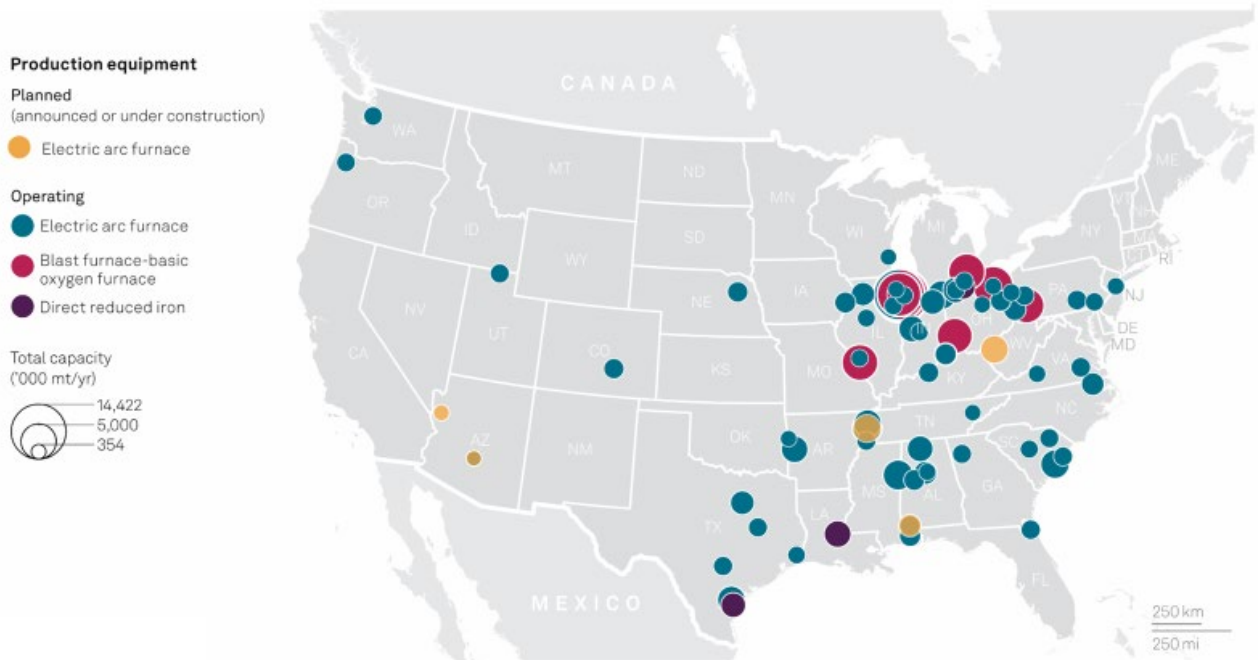 Production equipment
Planned
(announced or under construction)
Electric arc furnace
Operating
Electric arc furnace
Blast furnace-basic
oxygen furnace
Direct reduced iron
Total capacity
('000 mt/yr)
14,422
5,000
354
CANADA
WA
MT
ND
MN
ME
OR
ID
SD
WI
MI
NY
VT
NH
RI
WY
IA
NE
PA
NJ
NV
UT
CO
IL
OH
DE
MD
CA
KS
MO
WV
VA
KY
AZ
NM
OK
AR
TN
NC
SC
MS
AL
GA
TX
LA
FL
MEXICO
250 km
250 mi